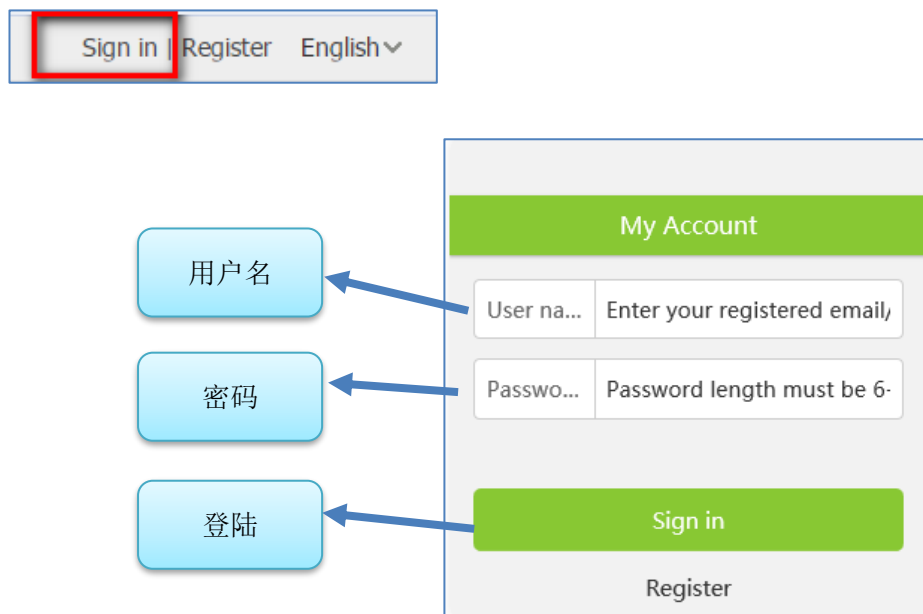 Sign in | Register English
My Account
用户名
User na... Enter your registered email/
密码
Passwo... Password length must be 6-
登陆
Sign in
Register